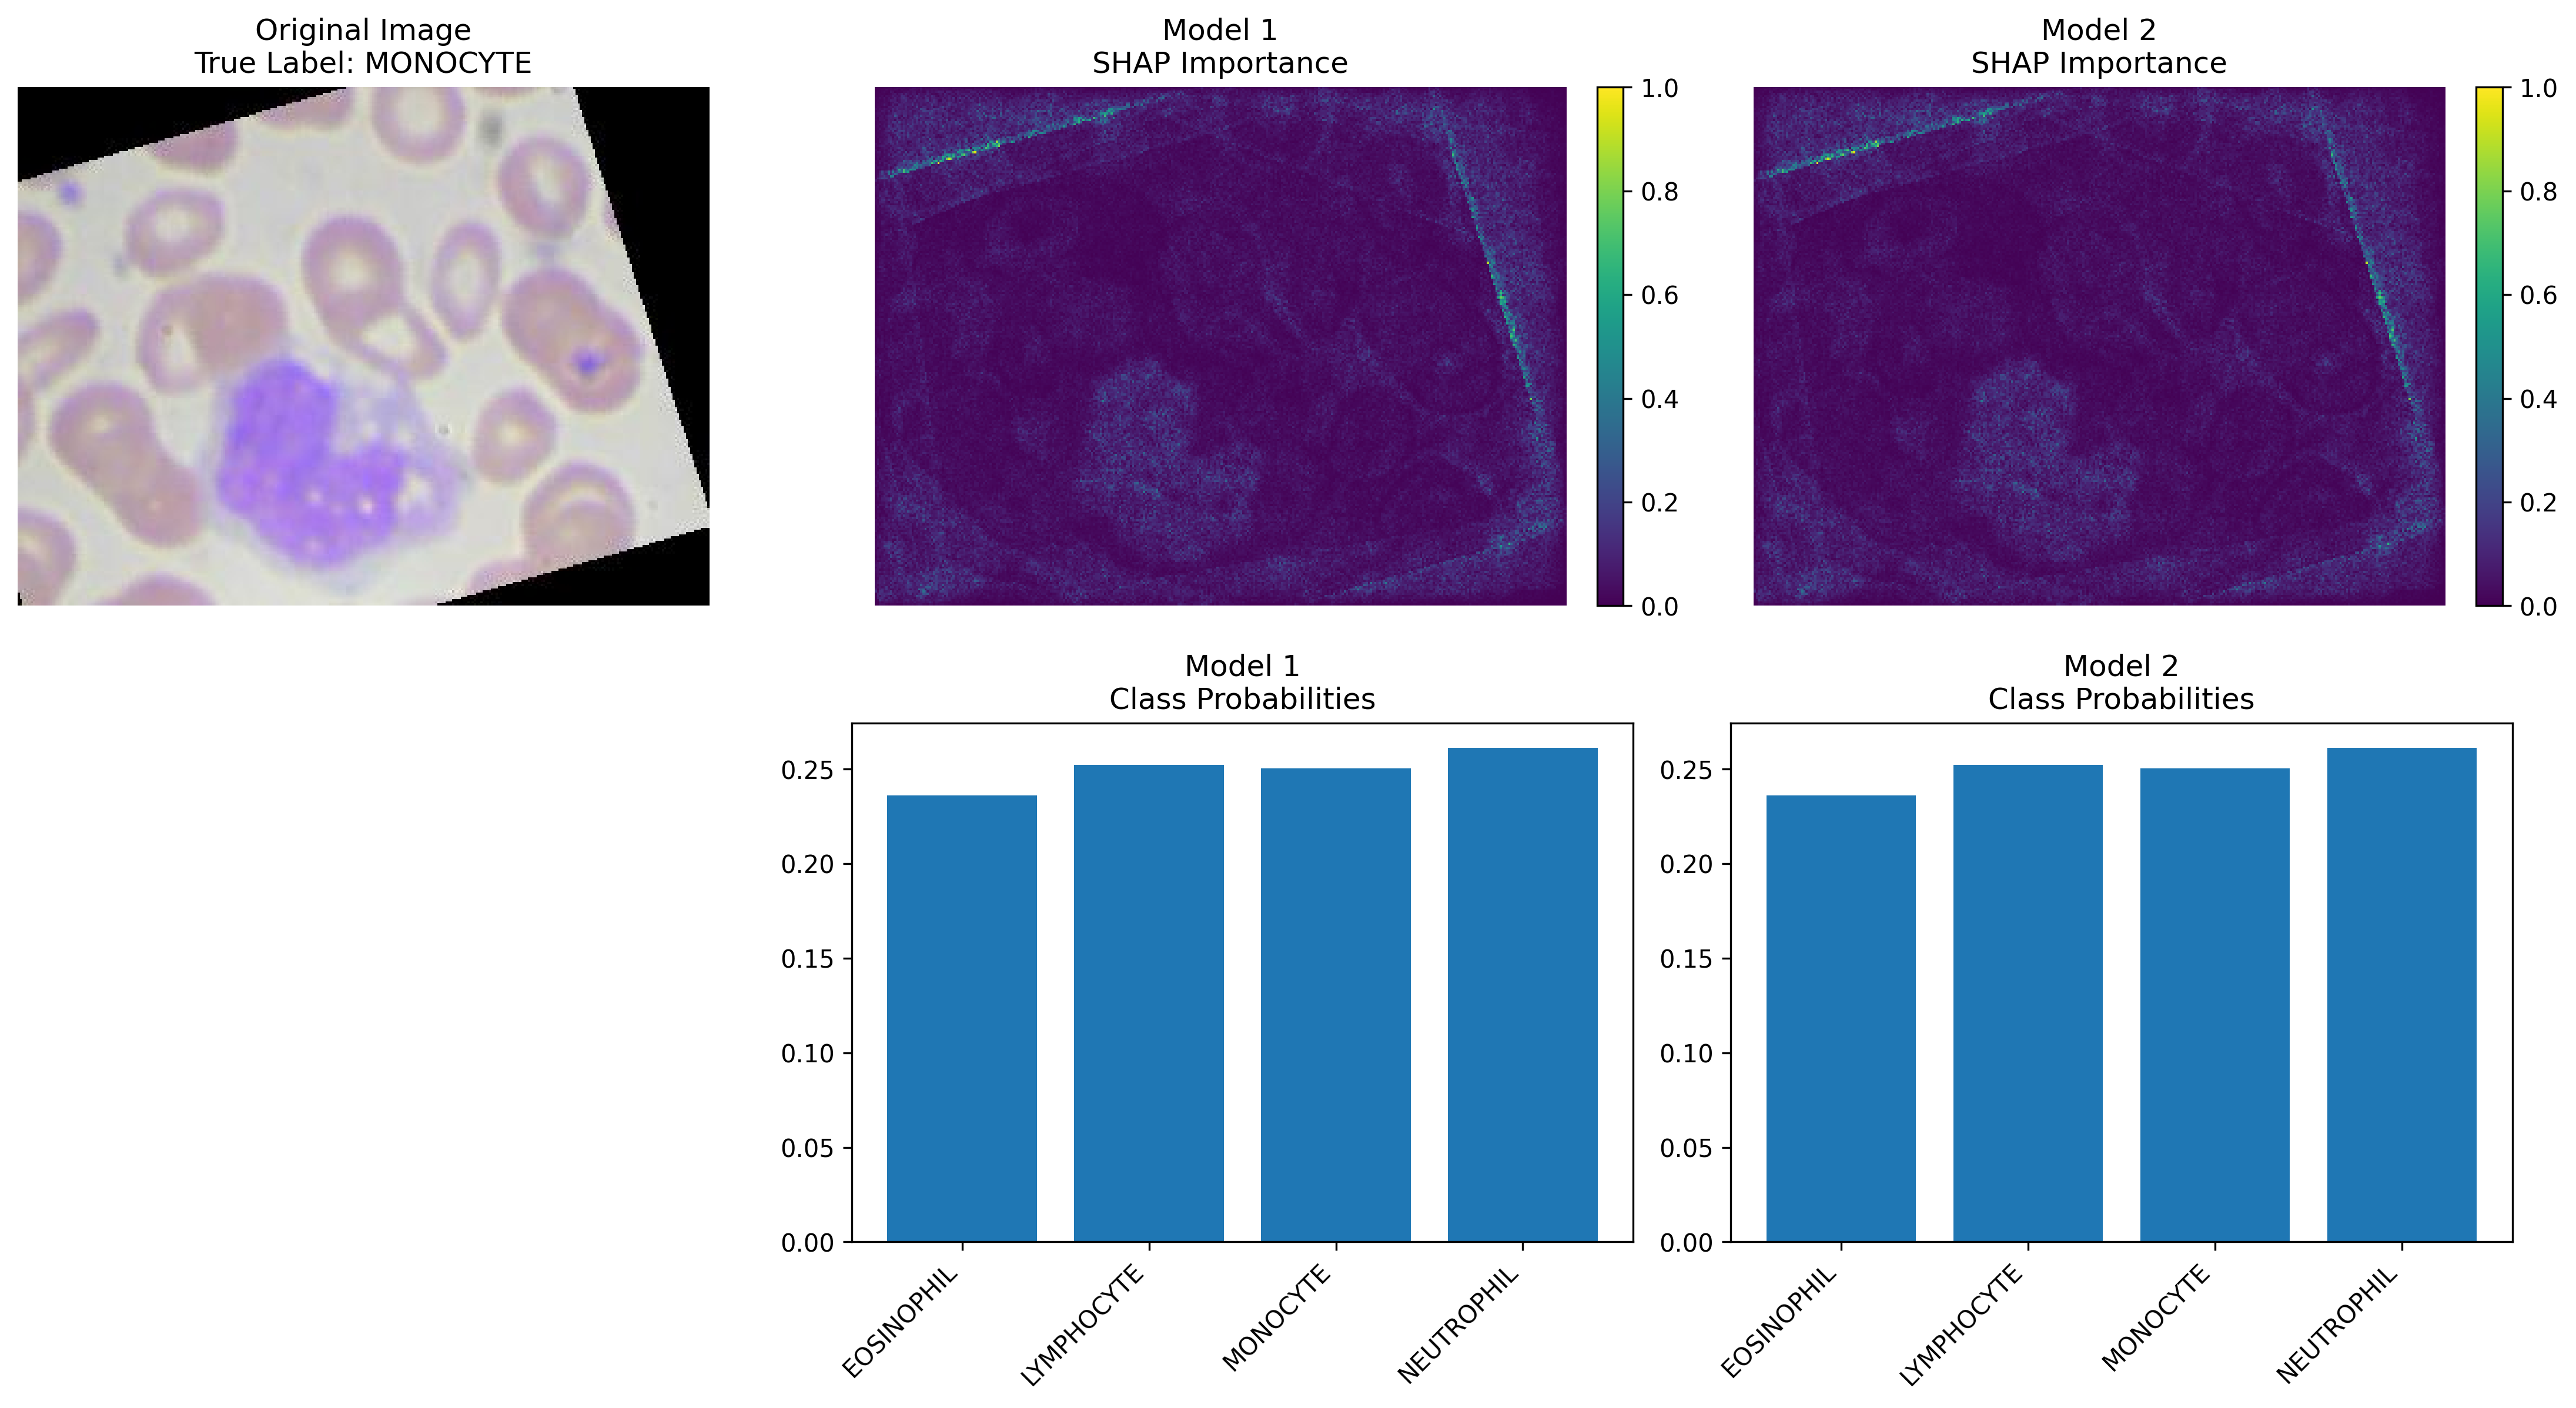 Original Image
True Label: MONOCYTE
Model 1
SHAP Importance
1.0
0.8
0.6
0.4
0.2
0.0
Model 2
SHAP Importance
1.0
0.8
0.6
0.4
0.2
0.0
Model 1
Class Probabilities
0.25
0.20
0.15
0.10
0.05
0.00
EOSINOPHIL
LYMPHOCYTE
MONOCYTE
NEUTROPHIL
Model 2
Class Probabilities
0.25
0.20
0.15
0.10
0.05
0.00
EOSINOPHIL
LYMPHOCYTE
MONOCYTE
NEUTROPHIL